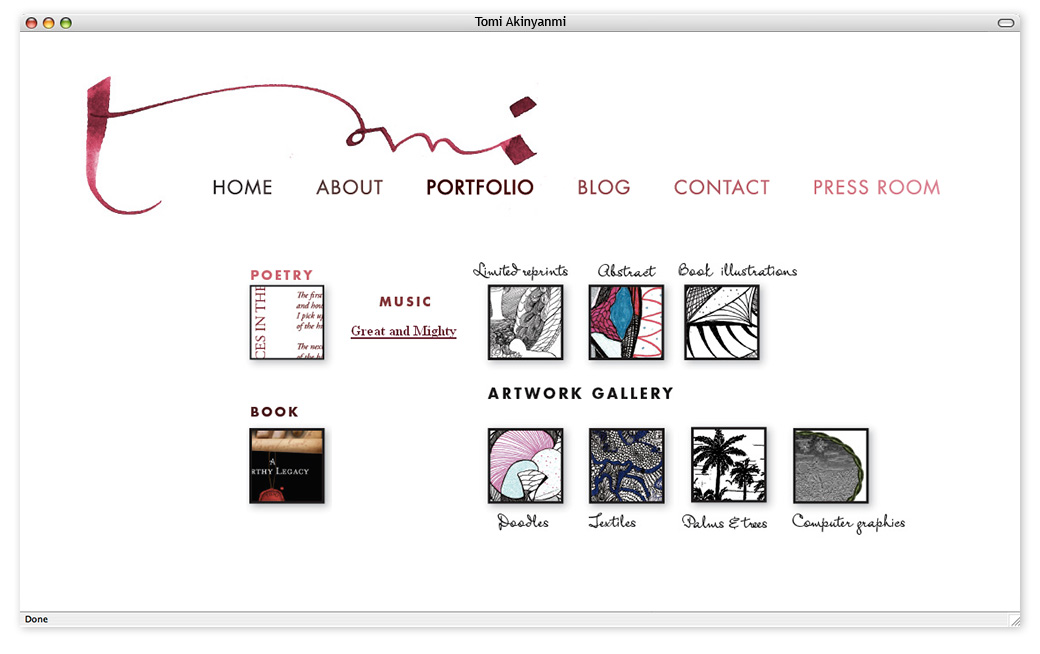 Tomi Akinyanmi
tomi
HOME ABOUT PORTFOLIO BLOG CONTACT PRESS ROOM
POETRY
CES IN THE
The first
and how
I pick up
of the h
The next
of the h
MUSIC
Great and Mighty
BOOK
A
RTHY LEGACY
Limited reprints
Abstract
Book illustrations
ARTWORK GALLERY
Doodles
Textiles
Palms & trees
Computer graphics
Done